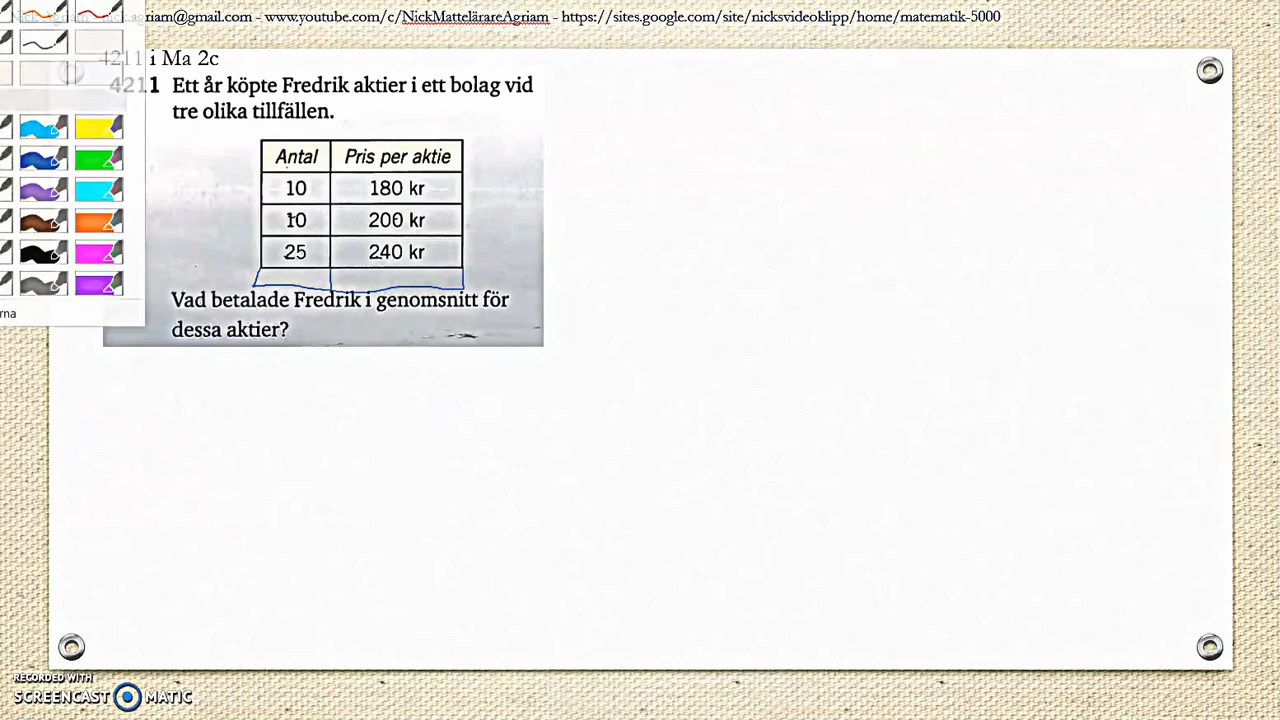 .agriam@gmail.com - www.youtube.com/c/NickMattelärareAgriam - https://sites.google.com/site/nicksvideoklipp/home/matematik-5000
4211 i Ma 2c
4211 Ett år köpte Fredrik aktier i ett bolag vid
tre olika tillfällen.
Antal Pris per aktie
10 180 kr
10 200 kr
25 240 kr
Vad betalade Fredrik i genomsnitt för
dessa aktier?
rna
RECORDED WITH
SCREENCAST MATIC